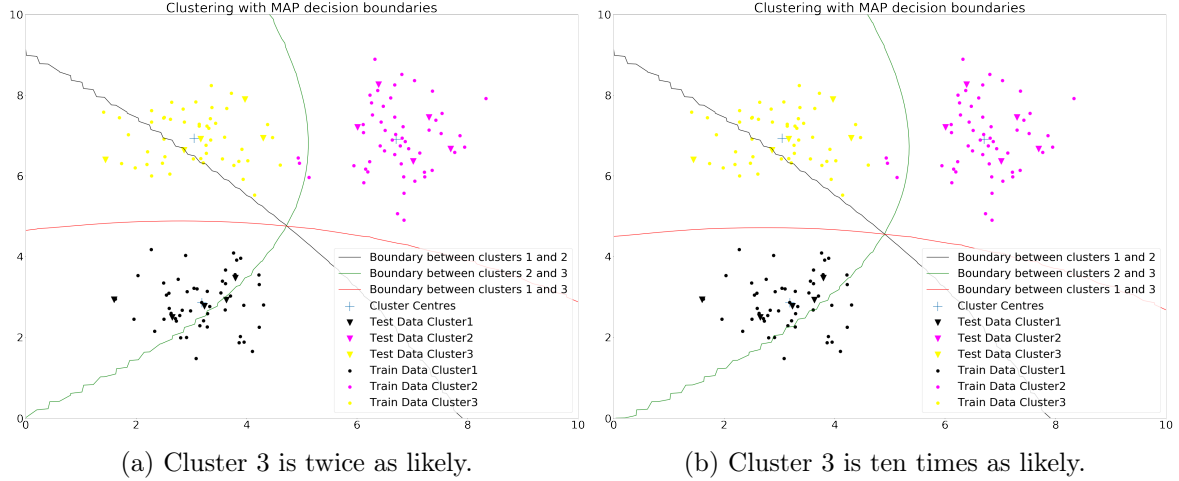 Clustering with MAP decision boundaries
10
8
6
4
2
0
0
2
4
6
8
10
Boundary between clusters 1 and 2
Boundary between clusters 2 and 3
Boundary between clusters 1 and 3
Cluster Centres
Test Data Cluster1
Test Data Cluster2
Test Data Cluster3
Train Data Cluster1
Train Data Cluster2
Train Data Cluster3
(a) Cluster 3 is twice as likely.
Clustering with MAP decision boundaries
10
8
6
4
2
0
0
2
4
6
8
10
Boundary between clusters 1 and 2
Boundary between clusters 2 and 3
Boundary between clusters 1 and 3
Cluster Centres
Test Data Cluster1
Test Data Cluster2
Test Data Cluster3
Train Data Cluster1
Train Data Cluster2
Train Data Cluster3
(b) Cluster 3 is ten times as likely.